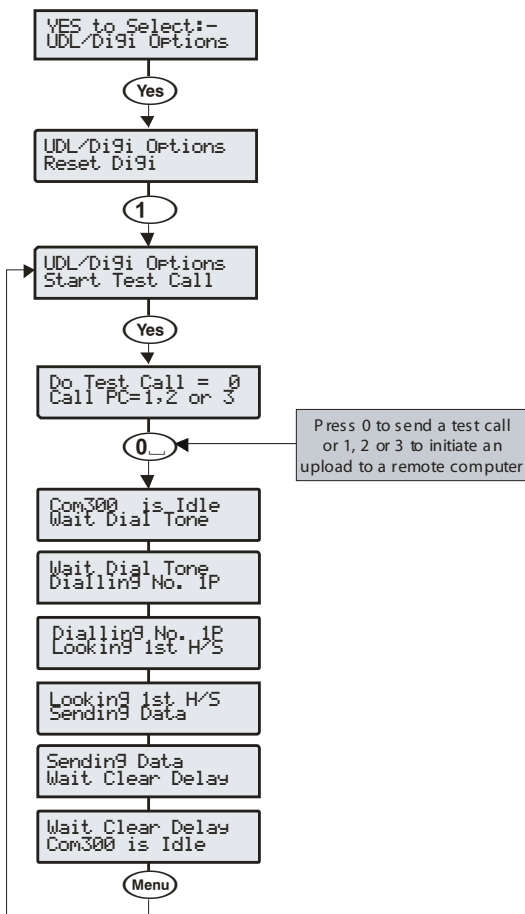 YES to Select:-
UDL/Digi Options
Yes
UDL/Digi Options
Reset Digi
1
UDL/Digi Options
Start Test Call
Yes
Do Test Call = 0
Call PC=1,2 or 3
0
Press 0 to send a test call
or 1, 2 or 3 to initiate an
upload to a remote computer
Com300 is Idle
Wait Dial Tone
Wait Dial Tone
Dialling No. 1P
Dialling No. 1P
Looking 1st H/S
Looking 1st H/S
Sending Data
Sending Data
Wait Clear Delay
Wait Clear Delay
Com300 is Idle
Menu